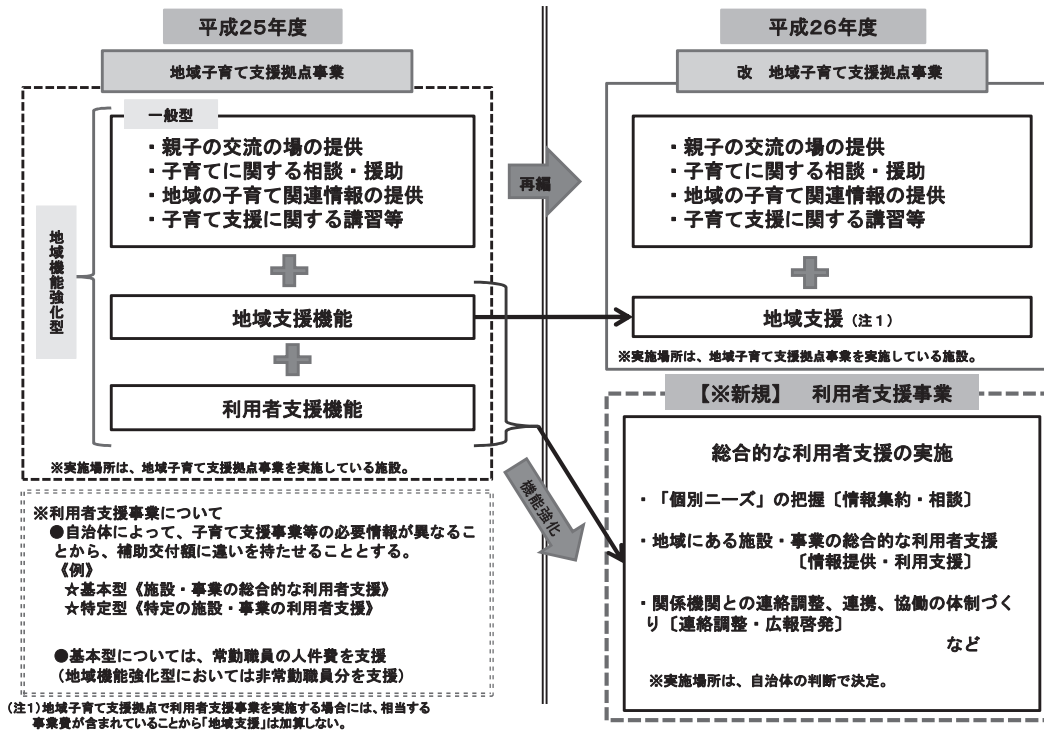 平成25年度
地域子育て支援拠点事業
一般型
・親子の交流の場の提供
・子育てに関する相談・援助
・地域の子育て関連情報の提供
・子育て支援に関する講習等
地域機能強化型
地域支援機能
利用者支援機能
※実施場所は、地域子育て支援拠点事業を実施している施設。
※利用者支援事業について
●自治体によって、子育て支援事業等の必要情報が異なるこ
とから、補助交付額に違いを持たせることとする。
《例》
☆基本型《施設・事業の総合的な利用者支援》
☆特定型《特定の施設・事業の利用者支援》
●基本型については、常勤職員の人件費を支援
（地域機能強化型においては非常勤職員分を支援）
（注１）地域子育て支援拠点で利用者支援事業を実施する場合には、相当する
事業費が含まれていることから「地域支援」は加算しない。
再編
機能強化
平成26年度
改　地域子育て支援拠点事業
・親子の交流の場の提供
・子育てに関する相談・援助
・地域の子育て関連情報の提供
・子育て支援に関する講習等
地域支援（注１）
※実施場所は、地域子育て支援拠点事業を実施している施設。
【※新規】　利用者支援事業
総合的な利用者支援の実施
・「個別ニーズ」の把握〔情報集約・相談〕
・地域にある施設・事業の総合的な利用者支援
〔情報提供・利用支援〕
・関係機関との連絡調整、連携、協働の体制づく
り〔連絡調整・広報啓発〕
など
※実施場所は、自治体の判断で決定。